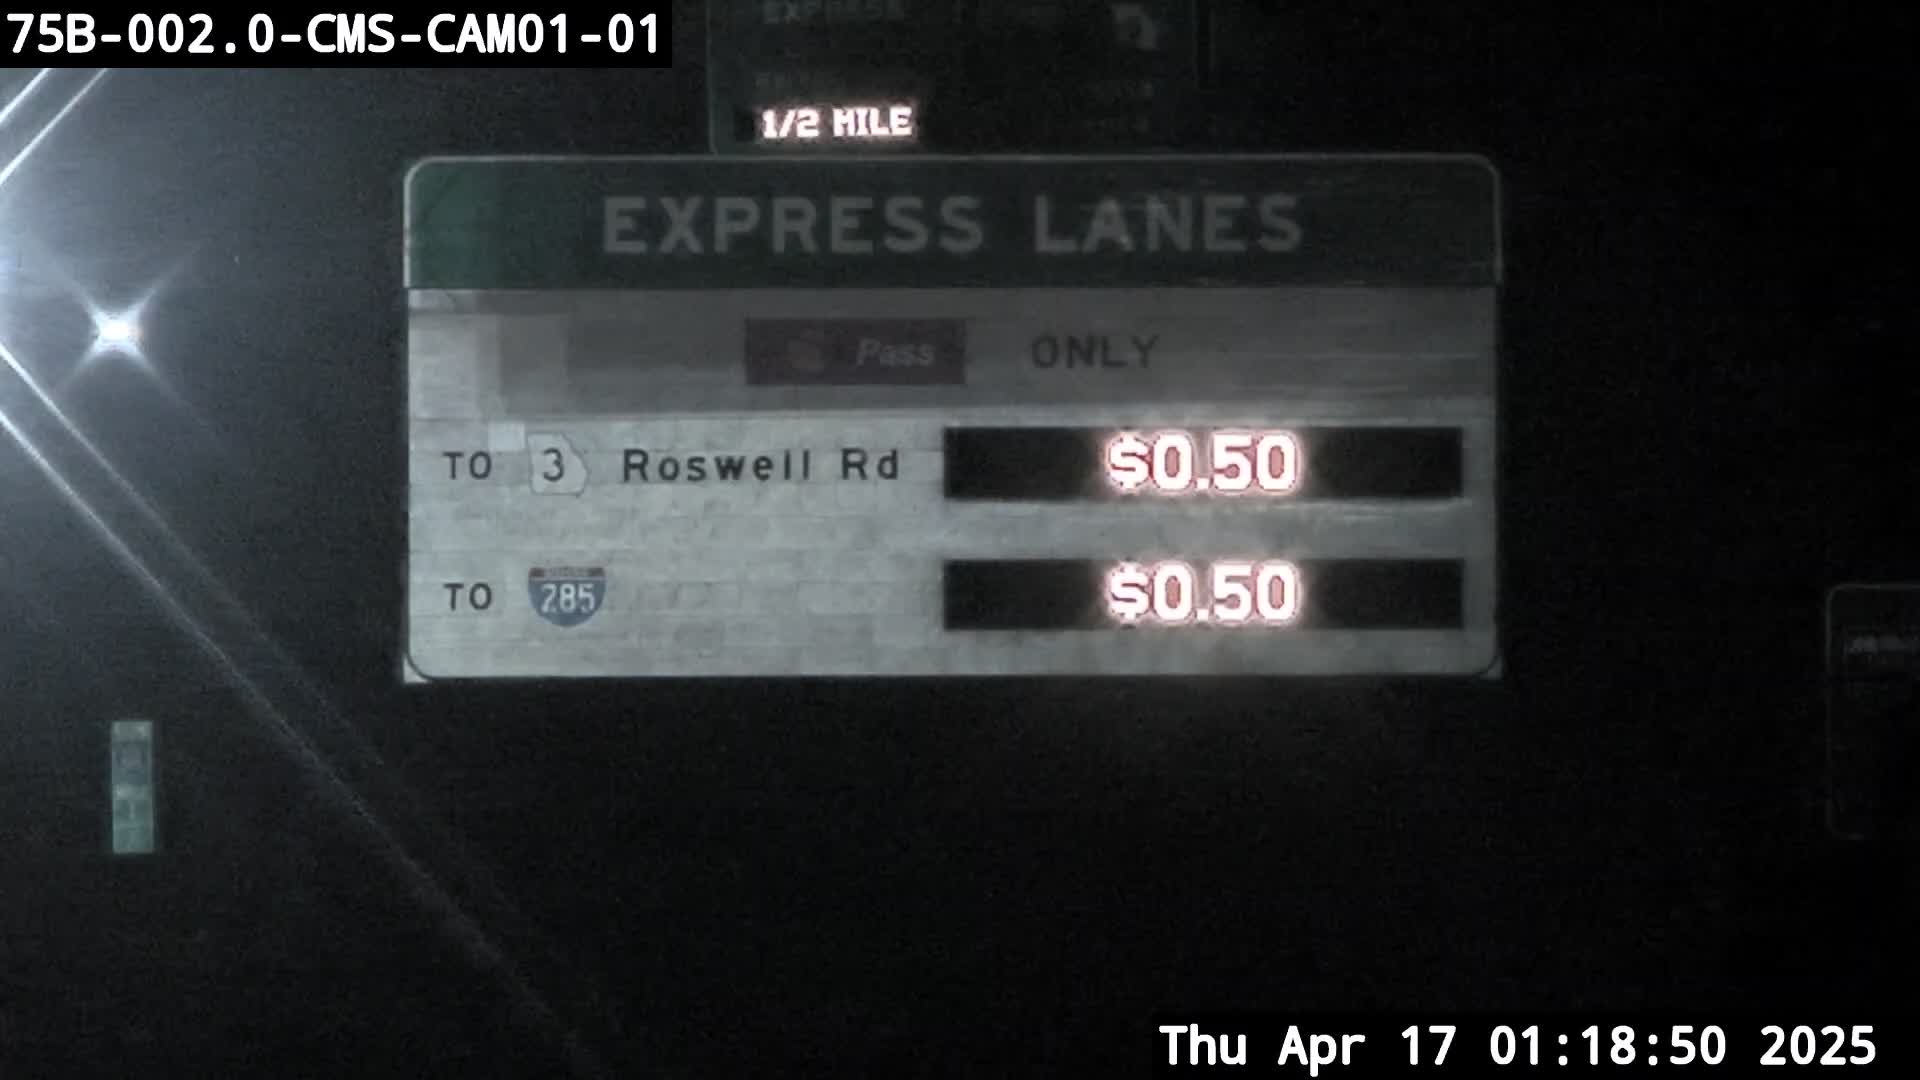 75B-002.0-CMS-CAM01-01
EXPRESS
1/2 MILE
EXPRESS LANES
Pass ONLY
TO 3 Roswell Rd $0.50
TO 285 $0.50
Thu Apr 17 01:18:50 2025